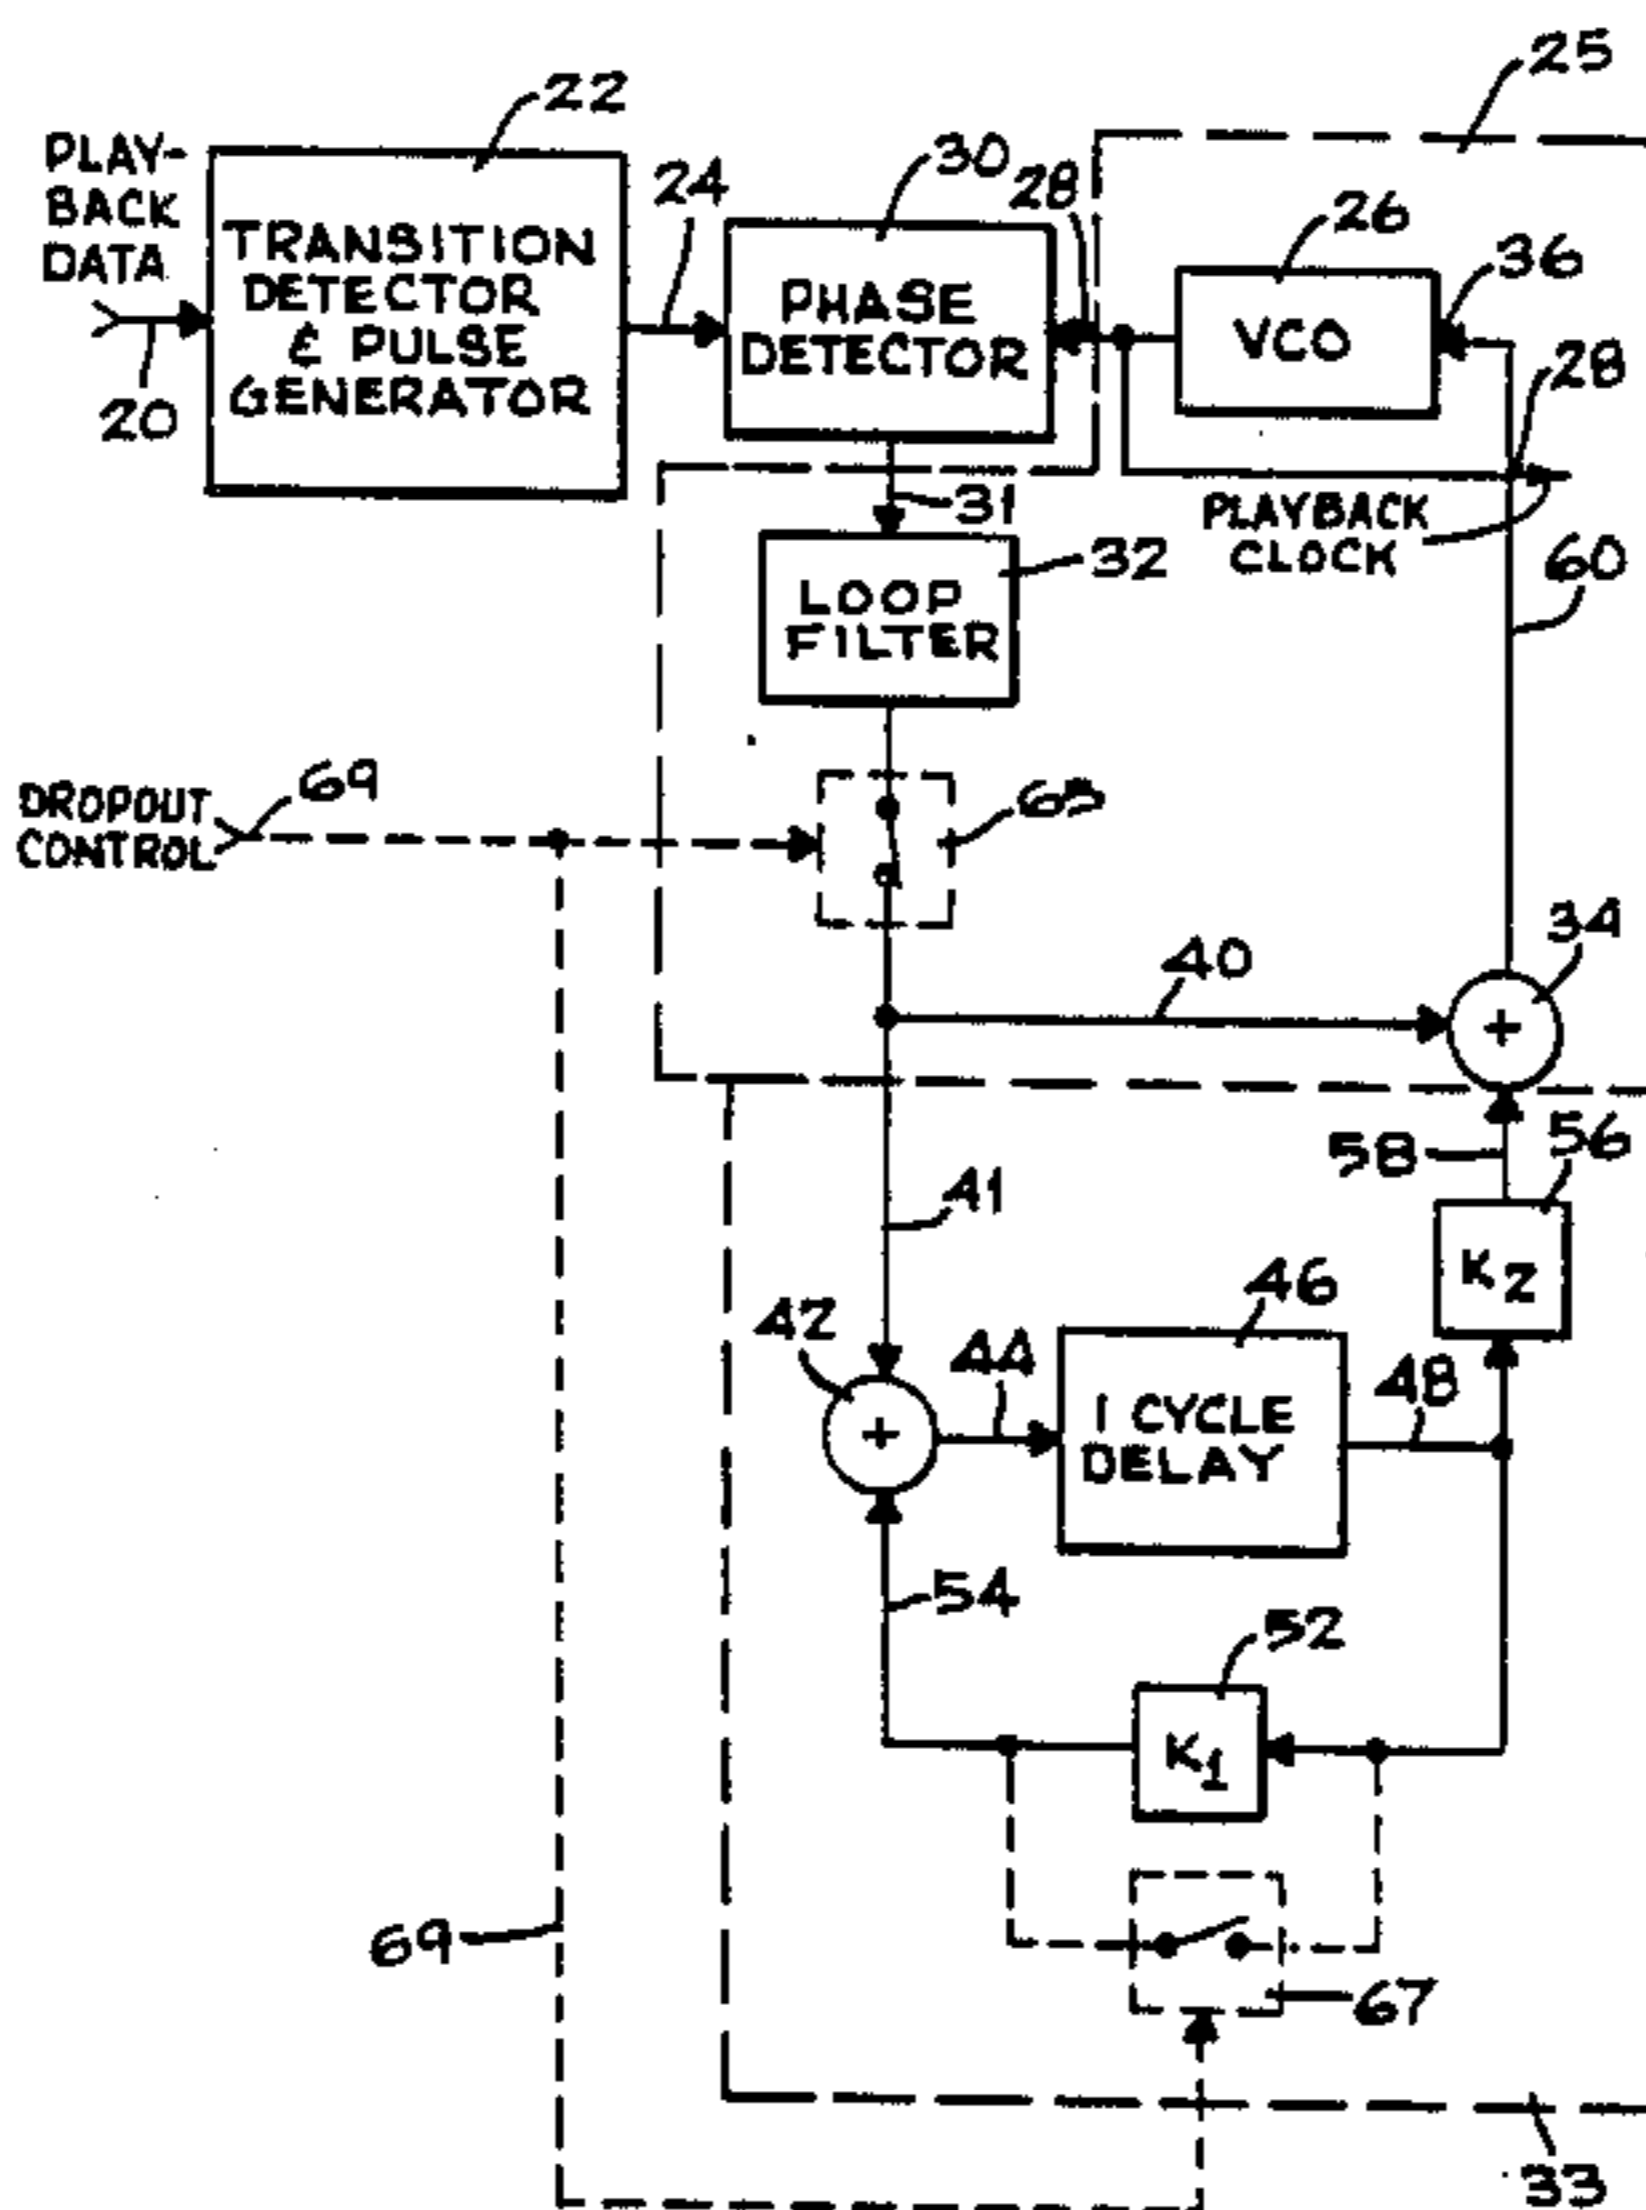 25
22
PLAY-
BACK
DATA
TRANSITION
DETECTOR
& PULSE
GENERATOR
20
24
30
28
PHASE
DETECTOR
26
36
VCO
28
PLAYBACK
CLOCK
31
32
LOOP
FILTER
60
DROPOUT
CONTROL
69
65
40
34
+
41
58
56
K2
42
+
44
46
1 CYCLE
DELAY
48
54
52
K1
67
69
33